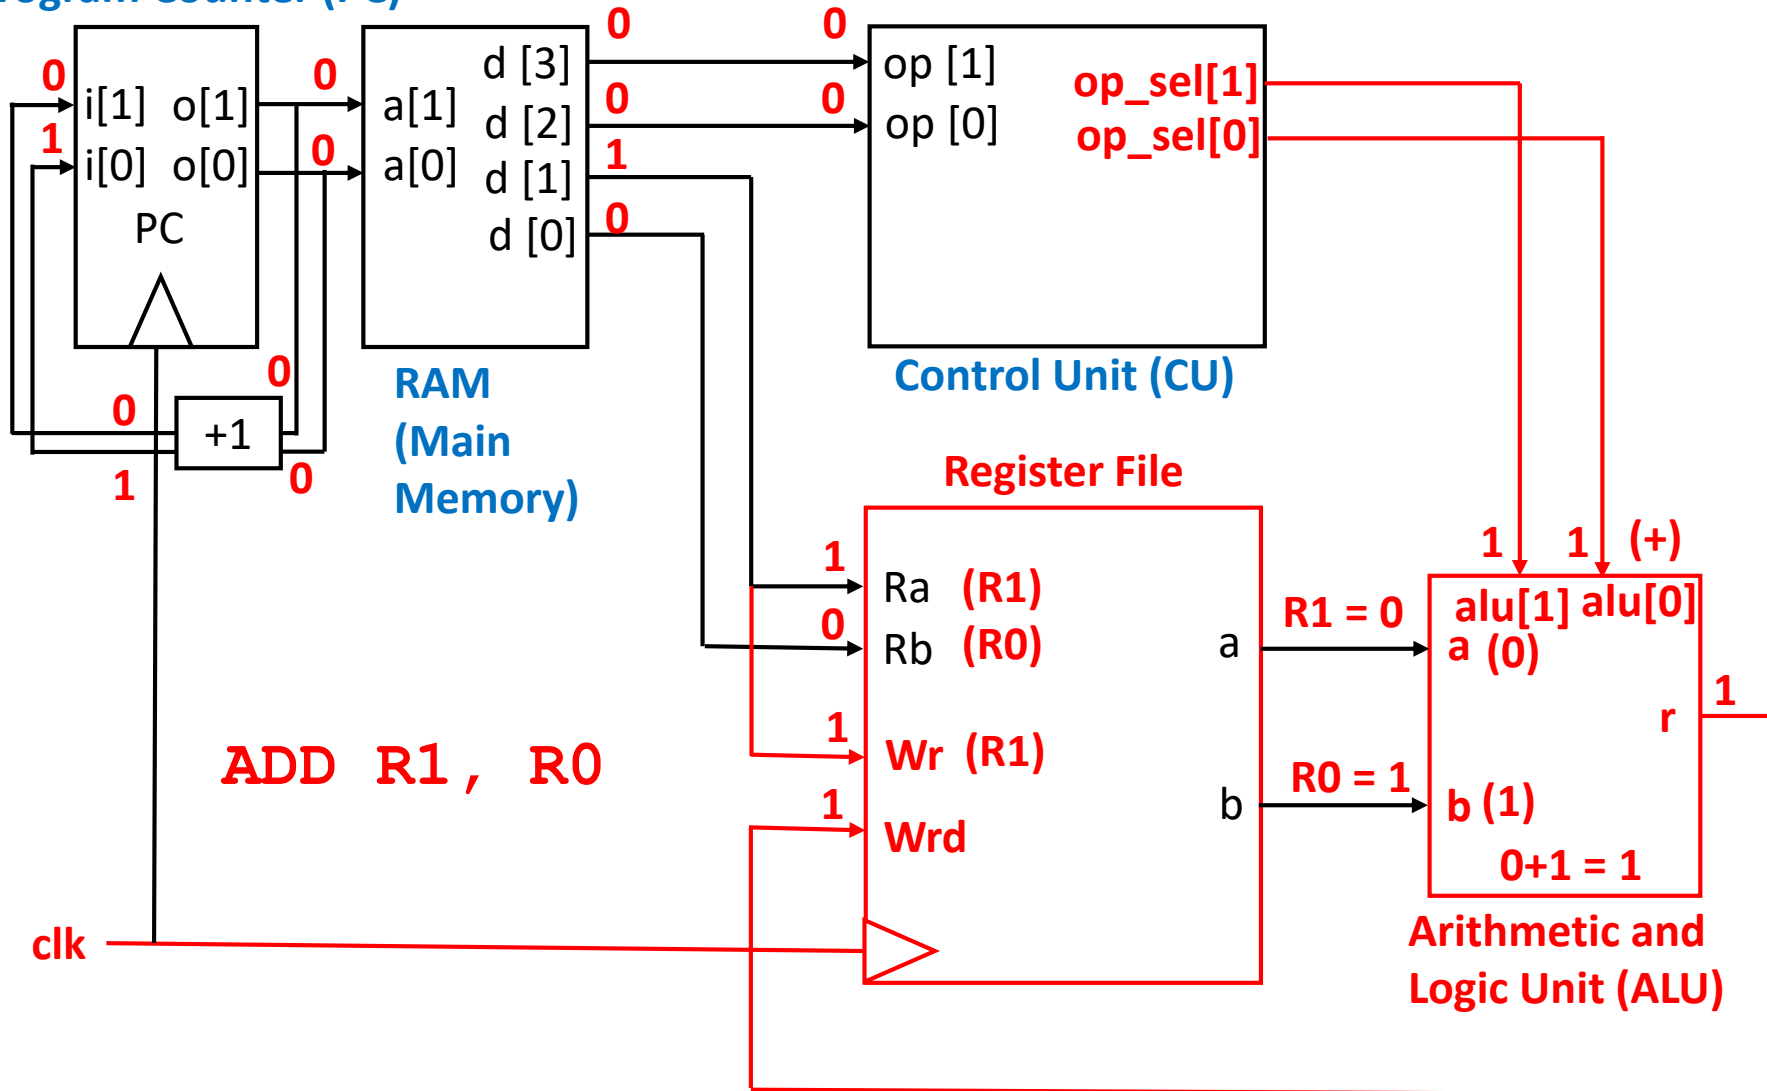 ogram Counter (PC)
0 0 0 0
i[1] o[1] a[1] d [3] op [1] op_sel[1]
0 0
1 0 d [2] op [0] op_sel[0]
i[0] o[0] a[0] d [1] 1
PC d [0] 0
0
0 +1
1 0
RAM
(Main
Memory)
Control Unit (CU)
Register File
1 1 1 (+)
Ra (R1) R1 = 0 alu[1] alu[0]
0
Rb (R0) a a (0)
1 r 1
Wr (R1)
ADD R1, R0
1 R0 = 1
Wrd b b (1)
0+1 = 1
clk
Arithmetic and
Logic Unit (ALU)